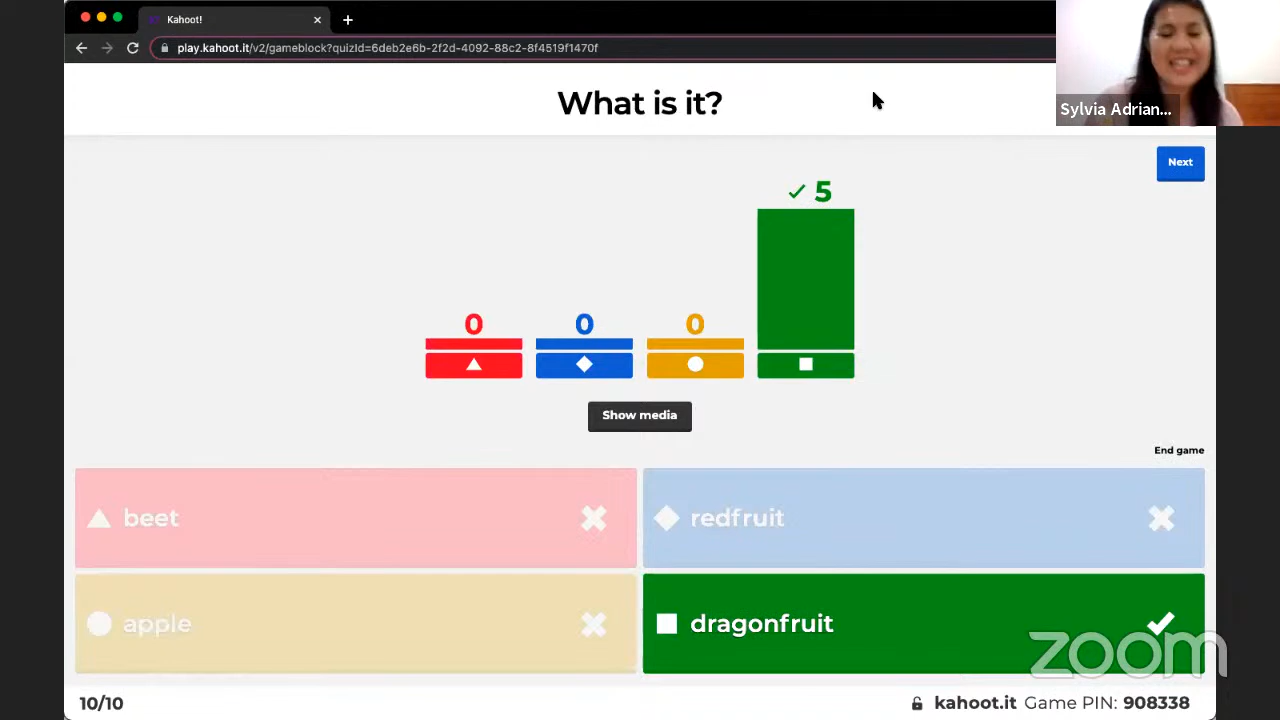 Kahoot!
play.kahoot.it/v2/gameblock?quizId=6deb2e6b-2f2d-4092-88c2-8f4519f1470f
What is it?
Sylvia Adrian...
Next
5
0
0
0
Show media
End game
beet
redfruit
apple
dragonfruit
zoom
10/10
kahoot.it Game PIN: 908338